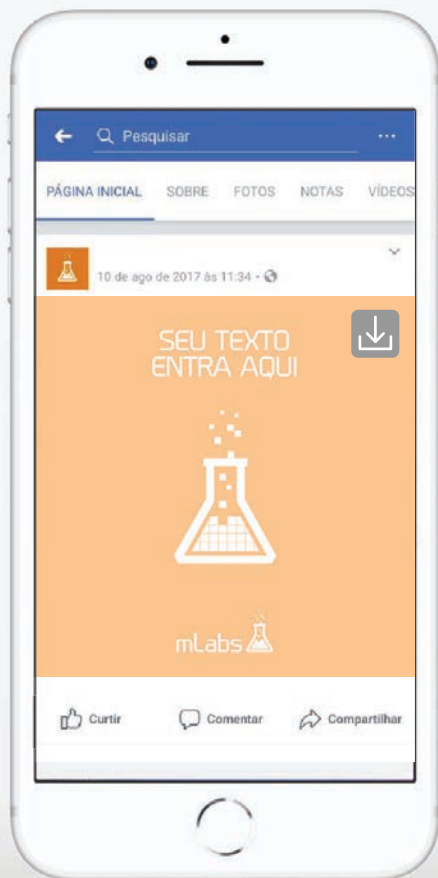 Pesquisar
PÁGINA INICIAL SOBRE FOTOS NOTAS VÍDEOS
10 de ago de 2017 às 11:34
SEU TEXTO
ENTRA AQUI
mLabs
Curtir Comentar Compartilhar